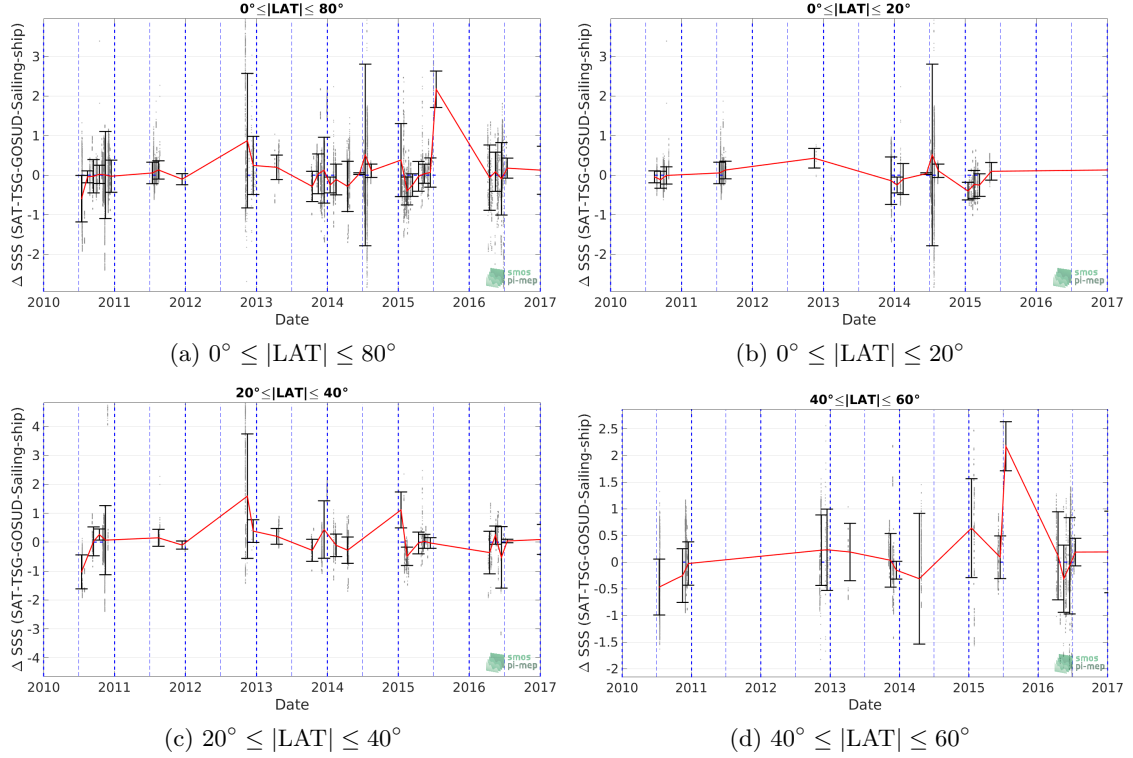 0°≤|LAT|≤ 80°
Δ SSS (SAT-TSG-GOSUD-Sailing-ship)
3
2
1
0
-1
-2
2010 2011 2012 2013 2014 2015 2016 2017
Date
smos
pi-mep
(a) 0° ≤ |LAT| ≤ 80°
0°≤|LAT|≤ 20°
Δ SSS (SAT-TSG-GOSUD-Sailing-ship)
3
2
1
0
-1
-2
2010 2011 2012 2013 2014 2015 2016 2017
Date
smos
pi-mep
(b) 0° ≤ |LAT| ≤ 20°
20°≤|LAT|≤ 40°
Δ SSS (SAT-TSG-GOSUD-Sailing-ship)
4
3
2
1
0
-1
-2
-3
-4
2010 2011 2012 2013 2014 2015 2016 2017
Date
smos
pi-mep
(c) 20° ≤ |LAT| ≤ 40°
40°≤|LAT|≤ 60°
Δ SSS (SAT-TSG-GOSUD-Sailing-ship)
2.5
2
1.5
1
0.5
0
-0.5
-1
-1.5
-2
2010 2011 2012 2013 2014 2015 2016 2017
Date
smos
pi-mep
(d) 40° ≤ |LAT| ≤ 60°